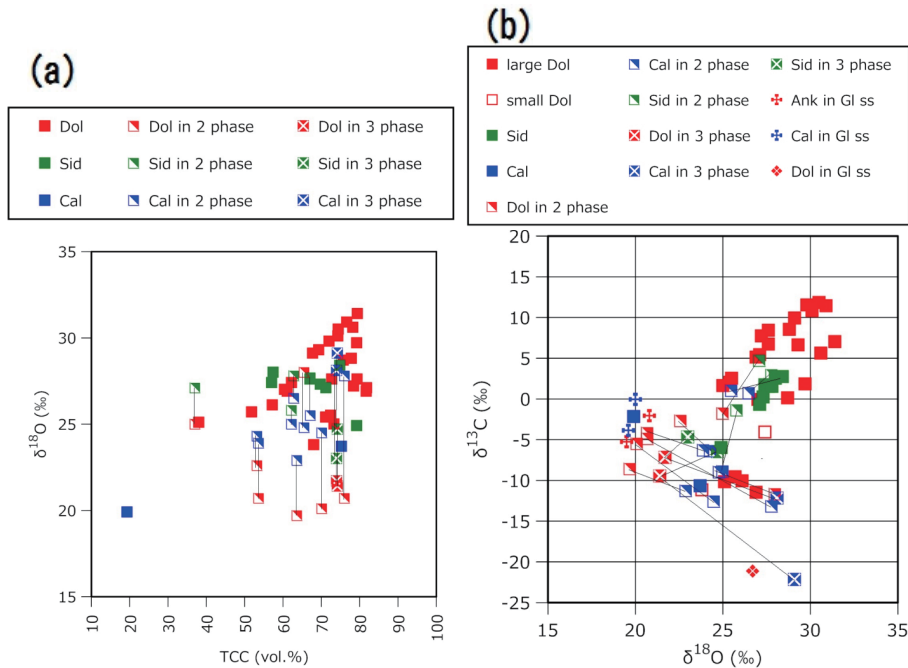 (a)
Dol Dol in 2 phase Dol in 3 phase
Sid Sid in 2 phase Sid in 3 phase
Cal Cal in 2 phase Cal in 3 phase
35
30
25
20
15
δ¹⁸O (‰)
10 20 30 40 50 60 70 80 90 100
TCC (vol.%)
(b)
large Dol Cal in 2 phase Sid in 3 phase
small Dol Sid in 2 phase Ank in Gl ss
Sid Dol in 3 phase Cal in Gl ss
Cal Cal in 3 phase Dol in Gl ss
Dol in 2 phase
20
15
10
5
0
-5
-10
-15
-20
-25
δ¹³C (‰)
15 20 25 30 35
δ¹⁸O (‰)